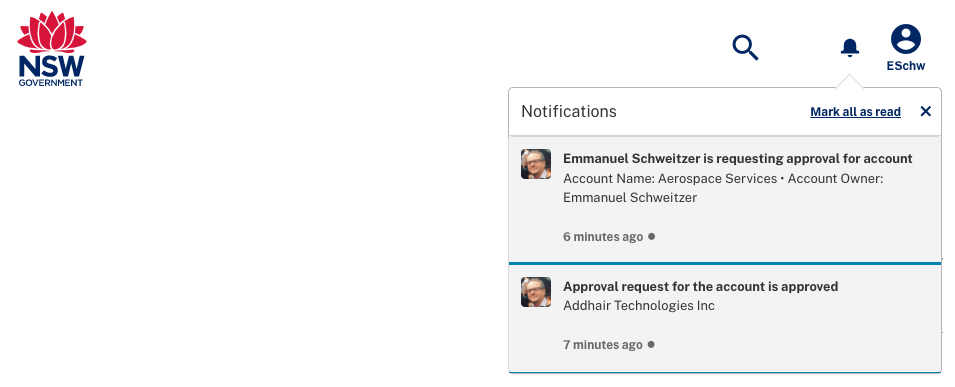 NSW
GOVERNMENT
ESchw
Notifications
Mark all as read
Emmanuel Schweitzer is requesting approval for account
Account Name: Aerospace Services • Account Owner:
Emmanuel Schweitzer
6 minutes ago
Approval request for the account is approved
Addhair Technologies Inc
7 minutes ago